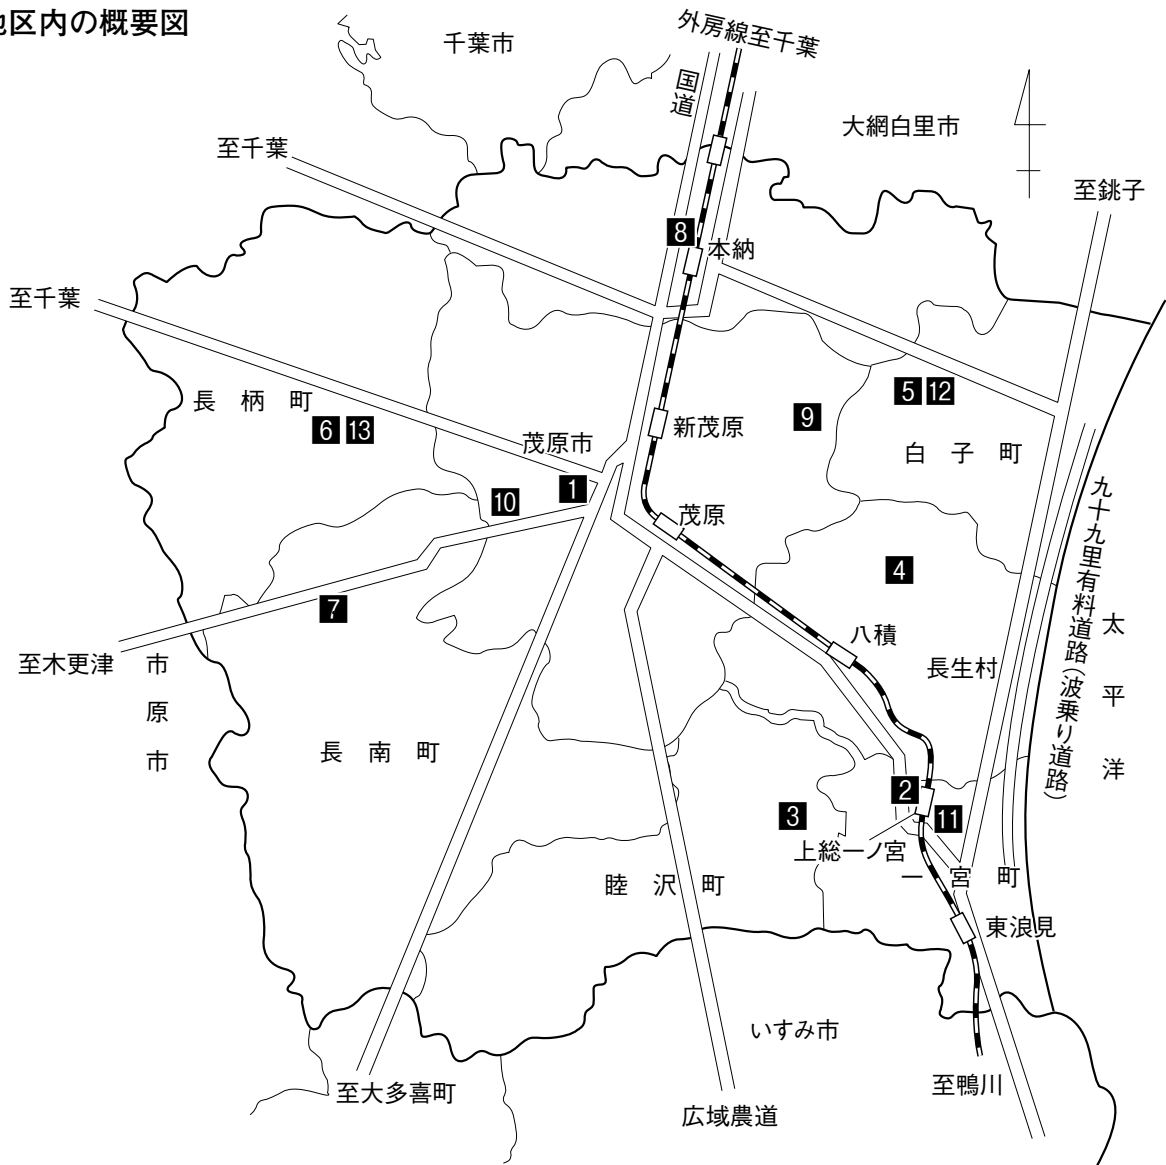 区内の概要図
千葉市
外房線至千葉
国道
大網白里市
至千葉
至銚子
8
本納
至千葉
長柄町
6 13
5 12
9
新茂原
茂原市
白子町
1
10
茂原
九十九里有料道路(波乗り道路)
4
7
八積
太平洋
至木更津
市原市
長生村
長南町
2
3
11
上総一ノ宮
一宮町
睦沢町
東浪見
いすみ市
至大多喜町
至鴨川
広域農道